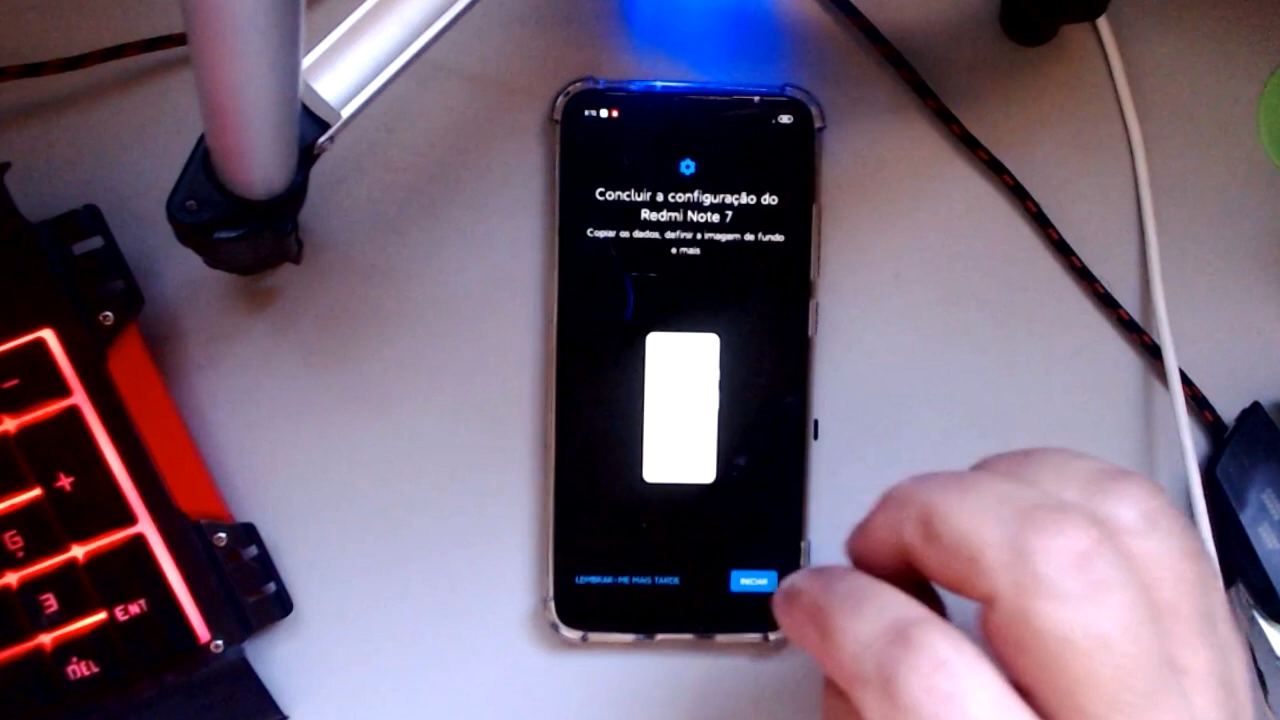 Concluir a configuração do
Redmi Note 7
Copiar os dados, definir a imagem de fundo
e mais
LEMBRAR-ME MAIS TARDE
INICIAR
-
+
6
3
ENT
DEL